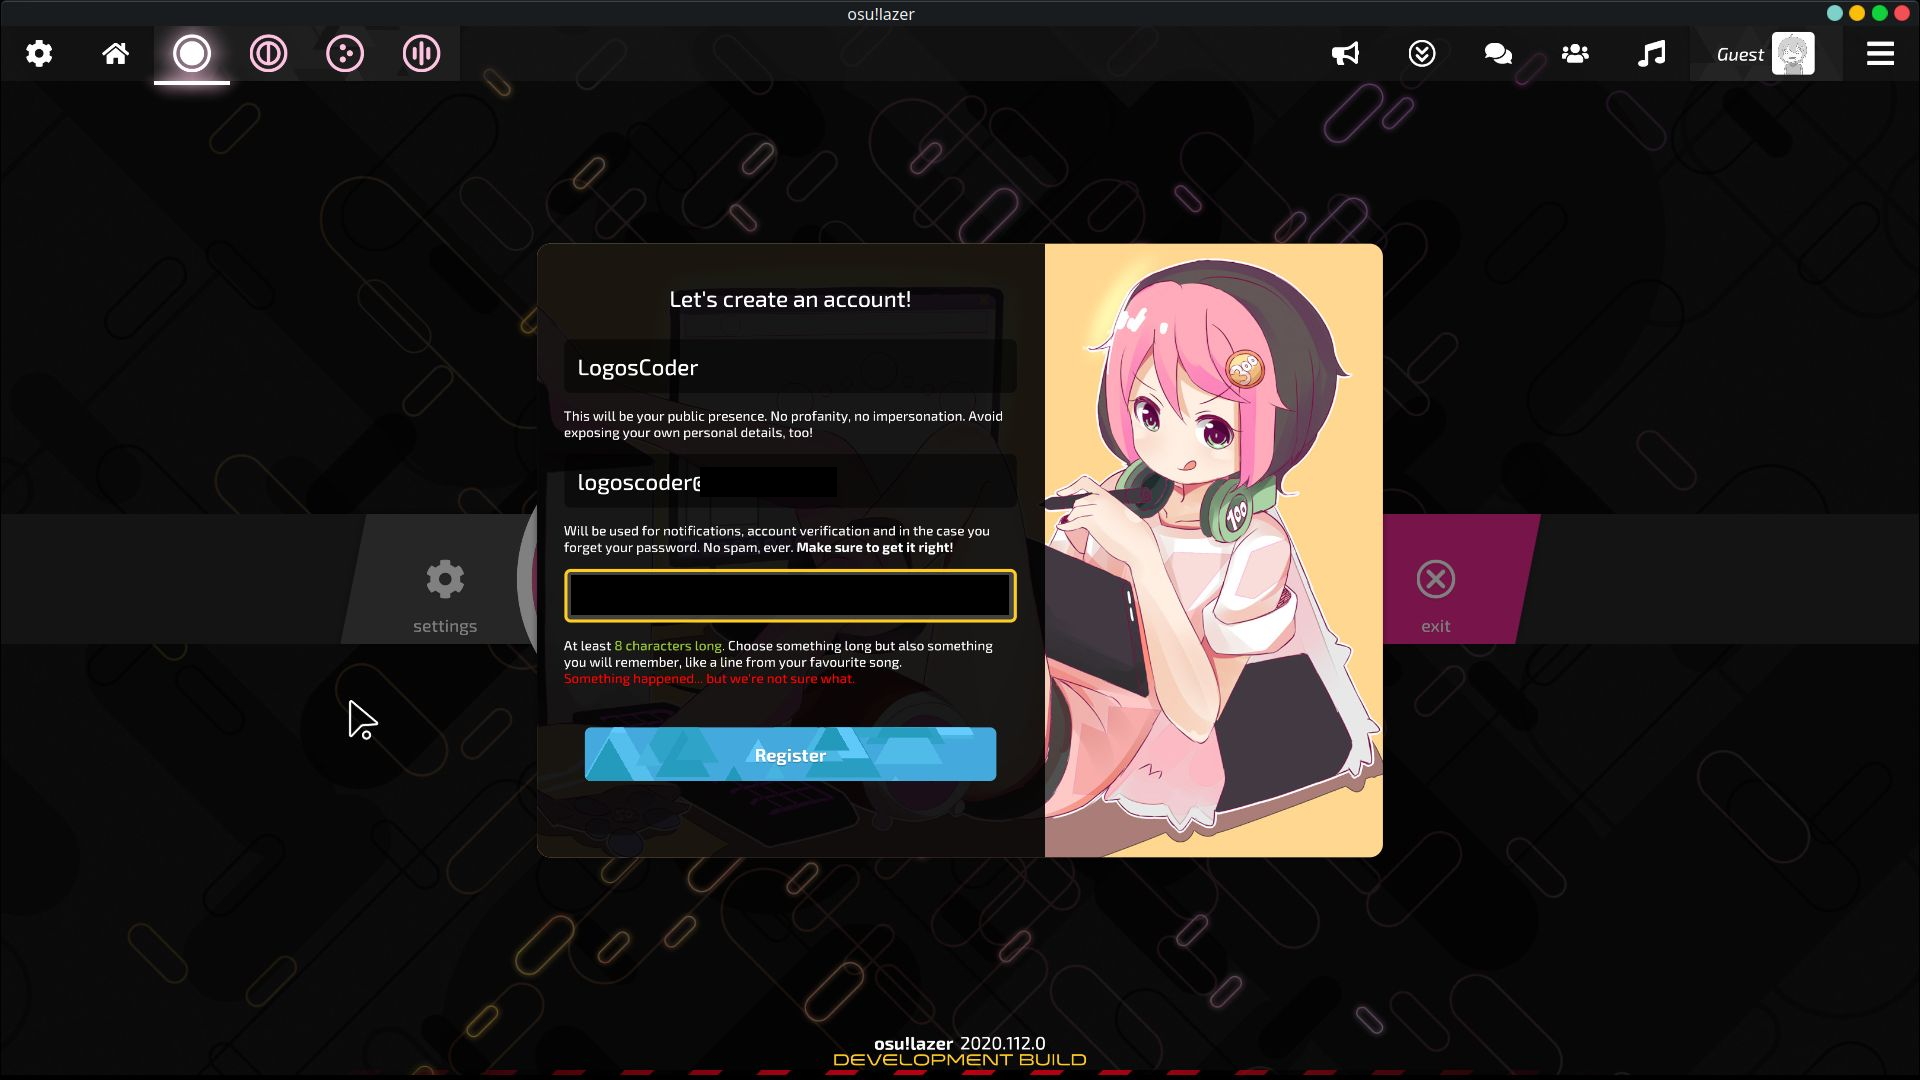 osu!lazer
Guest
Let's create an account!
LogosCoder
This will be your public presence. No profanity, no impersonation. Avoid
exposing your own personal details, too!
logoscoder@
Will be used for notifications, account verification and in the case you
forget your password. No spam, ever. Make sure to get it right!
At least 8 characters long. Choose something long but also something
you will remember, like a line from your favourite song.
Something happened... but we're not sure what.
Register
300
100
settings
exit
osu!lazer 2020.112.0
DEVELOPMENT BUILD